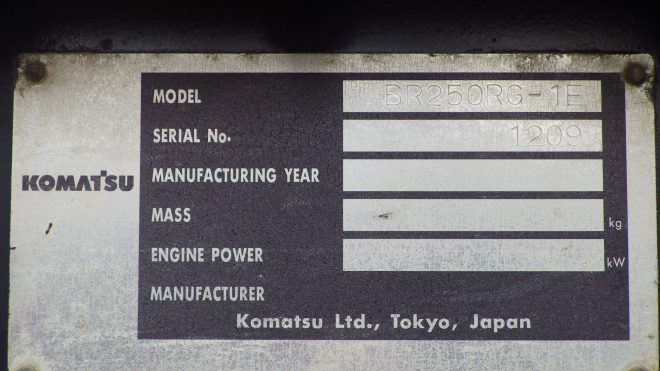 MODEL BR250RG-1E
SERIAL No. 1209
KOMATSU
MANUFACTURING YEAR
MASS kg
ENGINE POWER kW
MANUFACTURER
Komatsu Ltd., Tokyo, Japan